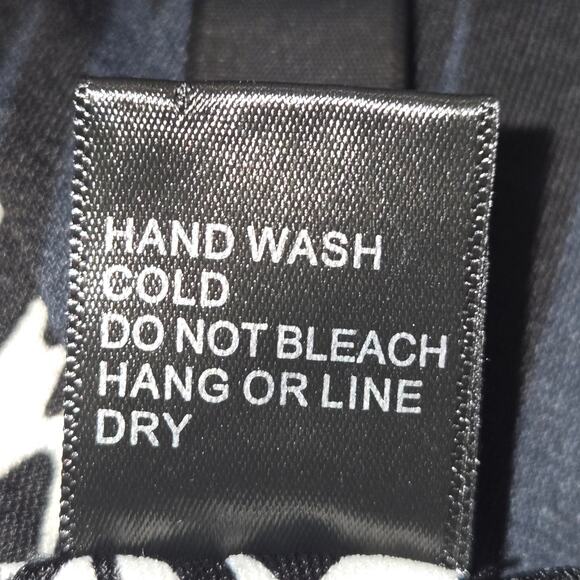 HAND WASH
COLD
DO NOT BLEACH
HANG OR LINE
DRY